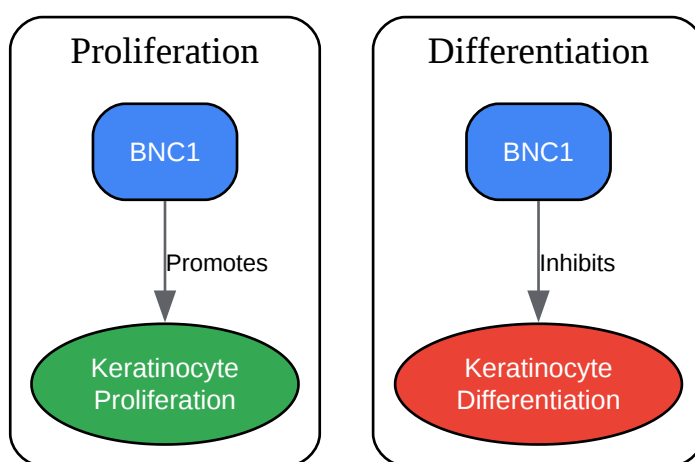 Proliferation
BNC1
Promotes
Keratinocyte
Proliferation
Differentiation
BNC1
Inhibits
Keratinocyte
Differentiation